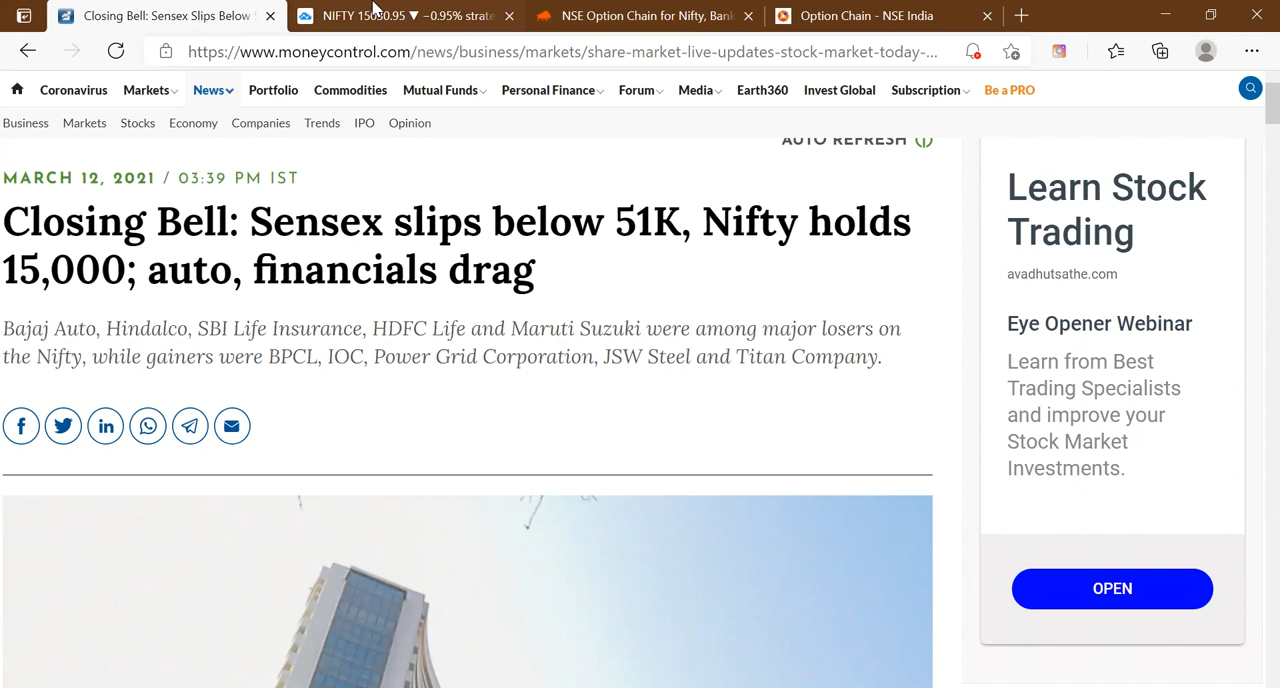 Closing Bell: Sensex Slips Below
NIFTY 15030.95 ▼ −0.95% strate
NSE Option Chain for Nifty, Bank
Option Chain - NSE India
https://www.moneycontrol.com/news/business/markets/share-market-live-updates-stock-market-today-...
Coronavirus Markets News Portfolio Commodities Mutual Funds Personal Finance Forum Media Earth360 Invest Global Subscription Be a PRO
Business Markets Stocks Economy Companies Trends IPO Opinion
AUTO REFRESH
MARCH 12, 2021 / 03:39 PM IST
Closing Bell: Sensex slips below 51K, Nifty holds
15,000; auto, financials drag
Bajaj Auto, Hindalco, SBI Life Insurance, HDFC Life and Maruti Suzuki were among major losers on
the Nifty, while gainers were BPCL, IOC, Power Grid Corporation, JSW Steel and Titan Company.
Learn Stock
Trading
avadhutsathe.com
Eye Opener Webinar
Learn from Best
Trading Specialists
and improve your
Stock Market
Investments.
OPEN